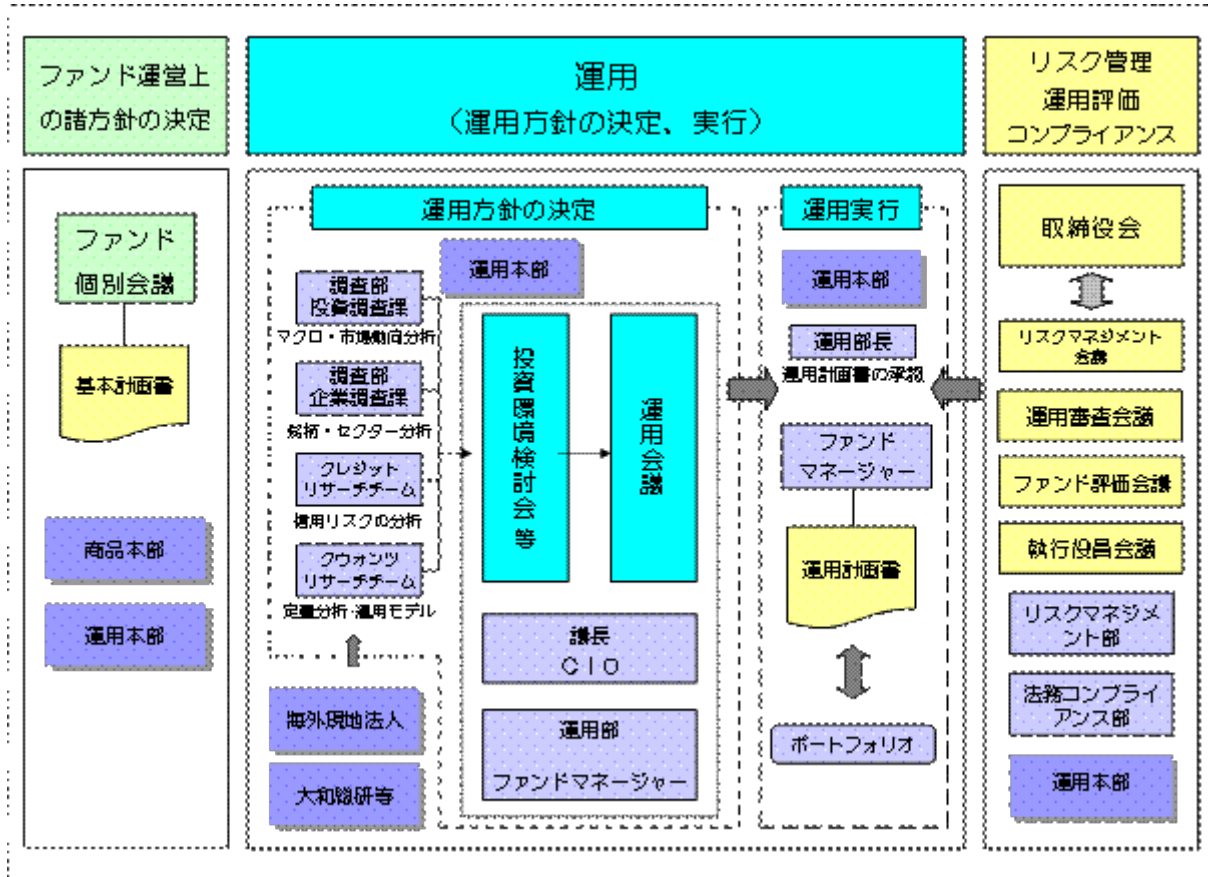 ファンド運営上
の諸方針の決定
運用
（運用方針の決定、実行）
リスク管理
運用評価
コンプライアンス
ファンド
個別会議
基本計画書
商品本部
運用本部
運用方針の決定
運用本部
調査部
投資調査課
マクロ・市場動向分析
調査部
企業調査課
銘柄・セクター分析
クレジット
リサーチチーム
信用リスクの分析
クウォンツ
リサーチチーム
定量分析・運用モデル
海外現地法人
大和総研等
投資環境検討会 等
運用会議
議長
ＣＩＯ
運用部
ファンドマネージャー
運用実行
運用本部
運用部長
運用計画書の承認
ファンド
マネージャー
運用計画書
ポートフォリオ
取締役会
リスクマネジメント
会議
運用審査会議
ファンド評価会議
執行役員会議
リスクマネジメ
ント部
法務コンプライ
アンス部
運用本部